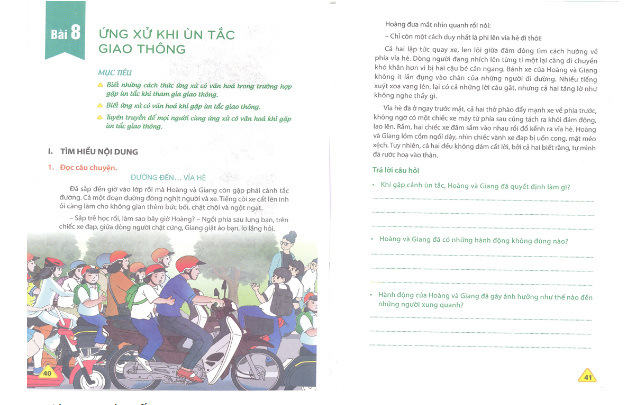 Bài 8
ỨNG XỬ KHI ÙN TẮC
GIAO THÔNG
MỤC TIÊU
Biết những cách thức ứng xử có văn hoá trong trường hợp
gặp ùn tắc khi tham gia giao thông.
Biết ứng xử có văn hoá khi gặp ùn tắc giao thông.
Tuyên truyền để mọi người cùng ứng xử có văn hoá khi gặp
ùn tắc giao thông.
I. TÌM HIỂU NỘI DUNG
1. Đọc câu chuyện.
ĐƯỜNG ĐẾN... VỈA HÈ
Đã sắp đến giờ vào lớp rồi mà Hoàng và Giang còn gặp phải cảnh tắc
đường. Cả một đoạn đường đông nghịt người và xe. Tiếng còi xe cất lên inh
ỏi càng làm cho không gian thêm bức bối, chật chội và ngột ngạt.
– Sắp trễ học rồi, làm sao bây giờ Hoàng? – Ngồi phía sau lưng bạn, trên
chiếc xe đạp, giữa dòng người chật cứng, Giang giật áo bạn, lo lắng hỏi.
40
Hoàng đưa mắt nhìn quanh rồi nói:
– Chỉ còn một cách duy nhất là phi lên vỉa hè đi thôi!
Cả hai lập tức quay xe, len lỏi giữa đám đông tìm cách hướng về
phía vỉa hè. Dòng người đang nhích lên từng tí một lại càng di chuyển
khó khăn hơn vì bị hai cậu bé cản ngang. Bánh xe của Hoàng và Giang
không ít lần đụng vào chân của những người đi đường. Nhiều tiếng
xuýt xoa vang lên, lại có cả những lời cáu gắt, nhưng cả hai tảng lờ như
không nghe thấy gì.
Vỉa hè đã ở ngay trước mặt, cả hai thở phào đẩy mạnh xe về phía trước,
không ngờ có một chiếc xe máy từ phía sau cũng tách ra khỏi đám đông,
lao lên. Rầm, hai chiếc xe đâm sầm vào nhau rồi đổ kềnh ra vỉa hè. Hoàng
và Giang lồm cồm ngồi dậy, nhìn chiếc vành xe đạp bị uốn cong, mặt méo
xệch. Tuy nhiên, cả hai đều không dám cất lời, bởi cả hai biết rằng, tự mình
đã rước hoạ vào thân.
Trả lời câu hỏi
• Khi gặp cảnh ùn tắc, Hoàng và Giang đã quyết định làm gì?
• Hoàng và Giang đã có những hành động không đúng nào?
• Hành động của Hoàng và Giang đã gây ảnh hưởng như thế nào đến
những người xung quanh?
41